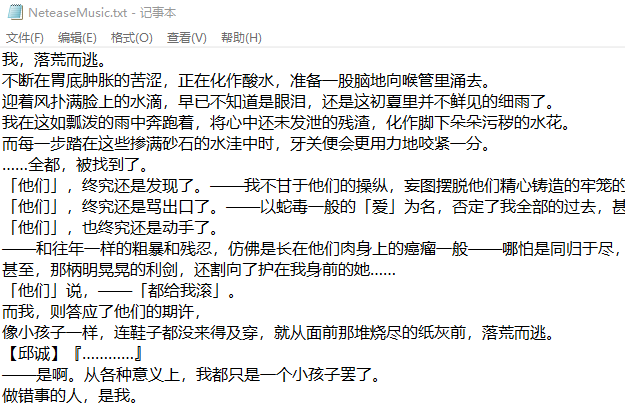 NeteaseMusic.txt - 记事本
文件(F) 编辑(E) 格式(O) 查看(V) 帮助(H)
我，落荒而逃。
不断在胃底肿胀的苦涩，正在化作酸水，准备一股脑地向喉管里涌去。
迎着风扑满脸上的水滴，早已不知道是眼泪，还是这初夏里并不鲜见的细雨了。
我在这如瓢泼的雨中奔跑着，将心中还未发泄的残渣，化作脚下朵朵污秽的水花。
而每一步踏在这些掺满砂石的水洼中时，牙关便会更用力地咬紧一分。
……全都，被找到了。
「他们」，终究还是发现了。——我不甘于他们的操纵，妄图摆脱他们精心铸造的牢笼的
「他们」，终究还是骂出口了。——以蛇毒一般的「爱」为名，否定了我全部的过去，甚
「他们」，也终究还是动手了。
——和往年一样的粗暴和残忍，仿佛是长在他们肉身上的癌瘤一般——哪怕是同归于尽，
甚至，那柄明晃晃的利剑，还割向了护在我身前的她……
「他们」说，——「都给我滚」。
而我，则答应了他们的期许，
像小孩子一样，连鞋子都没来得及穿，就从面前那堆烧尽的纸灰前，落荒而逃。
【邱诚】『…………』
——是啊。从各种意义上，我都只是一个小孩子罢了。
做错事的人，是我。